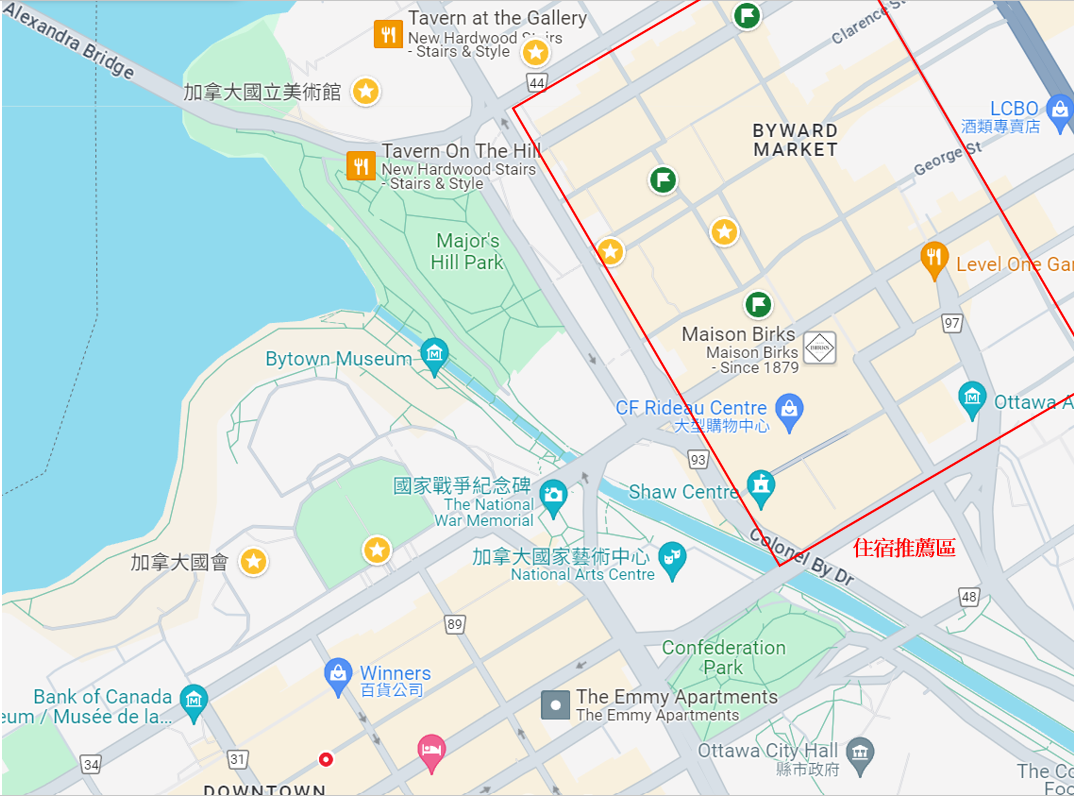 Alexandra Bridge
Tavern at the Gallery
New Hardwood Stairs
- Stairs & Style
44
Clarence St
加拿大國立美術館
BYWARD
MARKET
LCBO
酒類專賣店
George St
Tavern On The Hill
New Hardwood Stairs
- Stairs & Style
Major's
Hill Park
Level One Ga
97
Maison Birks
Maison Birks
- Since 1879
Bytown Museum
CF Rideau Centre
大型購物中心
Ottawa A
93
國家戰爭紀念碑
The National
War Memorial
Shaw Centre
加拿大國會
加拿大國家藝術中心
National Arts Centre
Colonel By Dr
住宿推薦區
48
89
Confederation
Park
Winners
百貨公司
Bank of Canada
eum / Musée de la...
The Emmy Apartments
The Emmy Apartments
34
31
Ottawa City Hall
縣市政府
The Co
Foo
DOWNTOWN